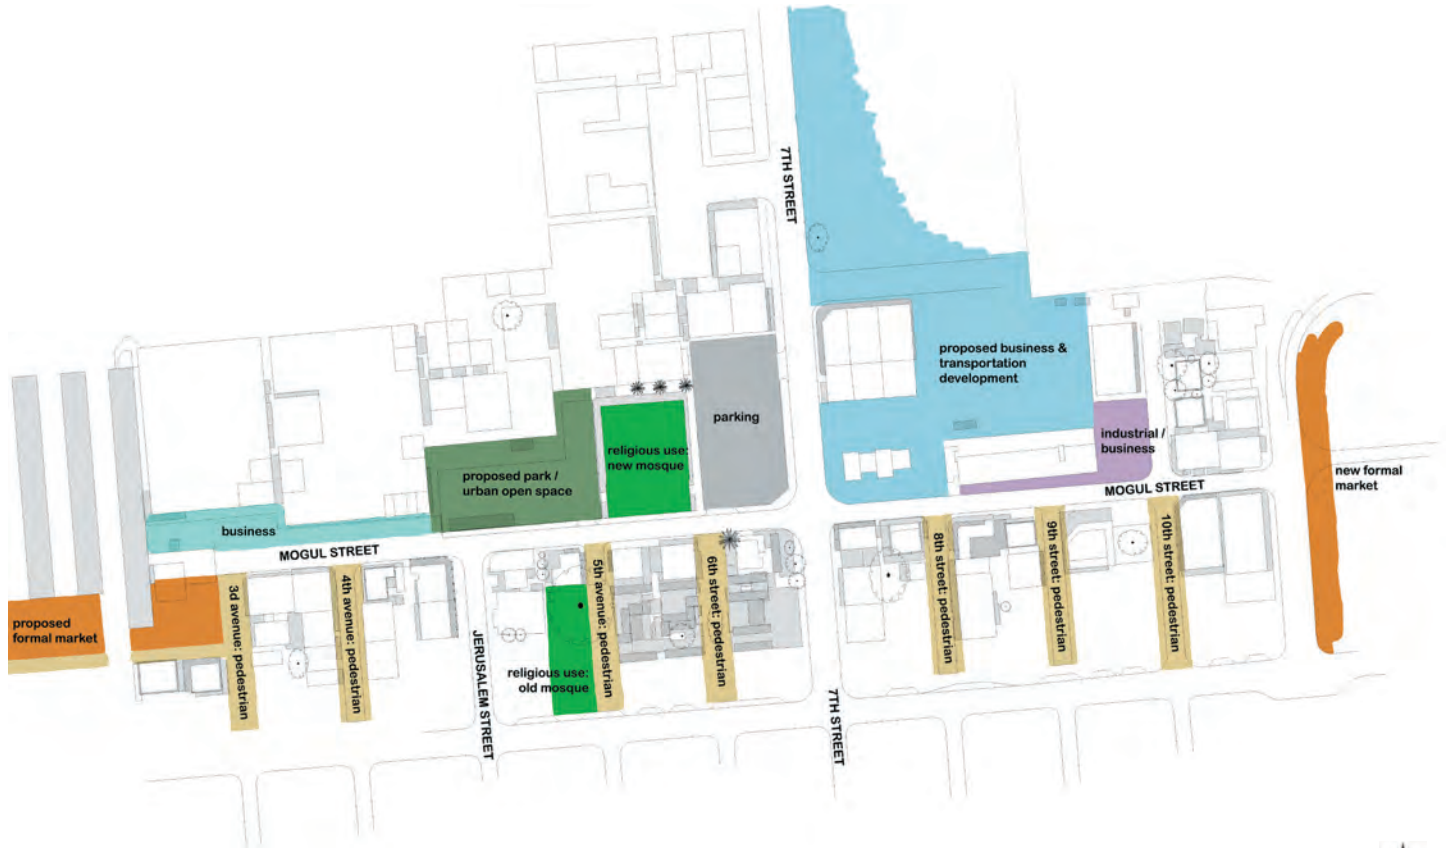 7TH STREET
proposed business &
transportation
development
parking
industrial /
business
religious use:
new mosque
proposed park /
urban open space
new formal
market
MOGUL STREET
business
MOGUL STREET
3d avenue: pedestrian
4th avenue: pedestrian
5th avenue: pedestrian
6th street: pedestrian
8th street: pedestrian
9th street: pedestrian
10th street: pedestrian
proposed
formal market
religious use:
old mosque
JERUSALEM STREET
7TH STREET